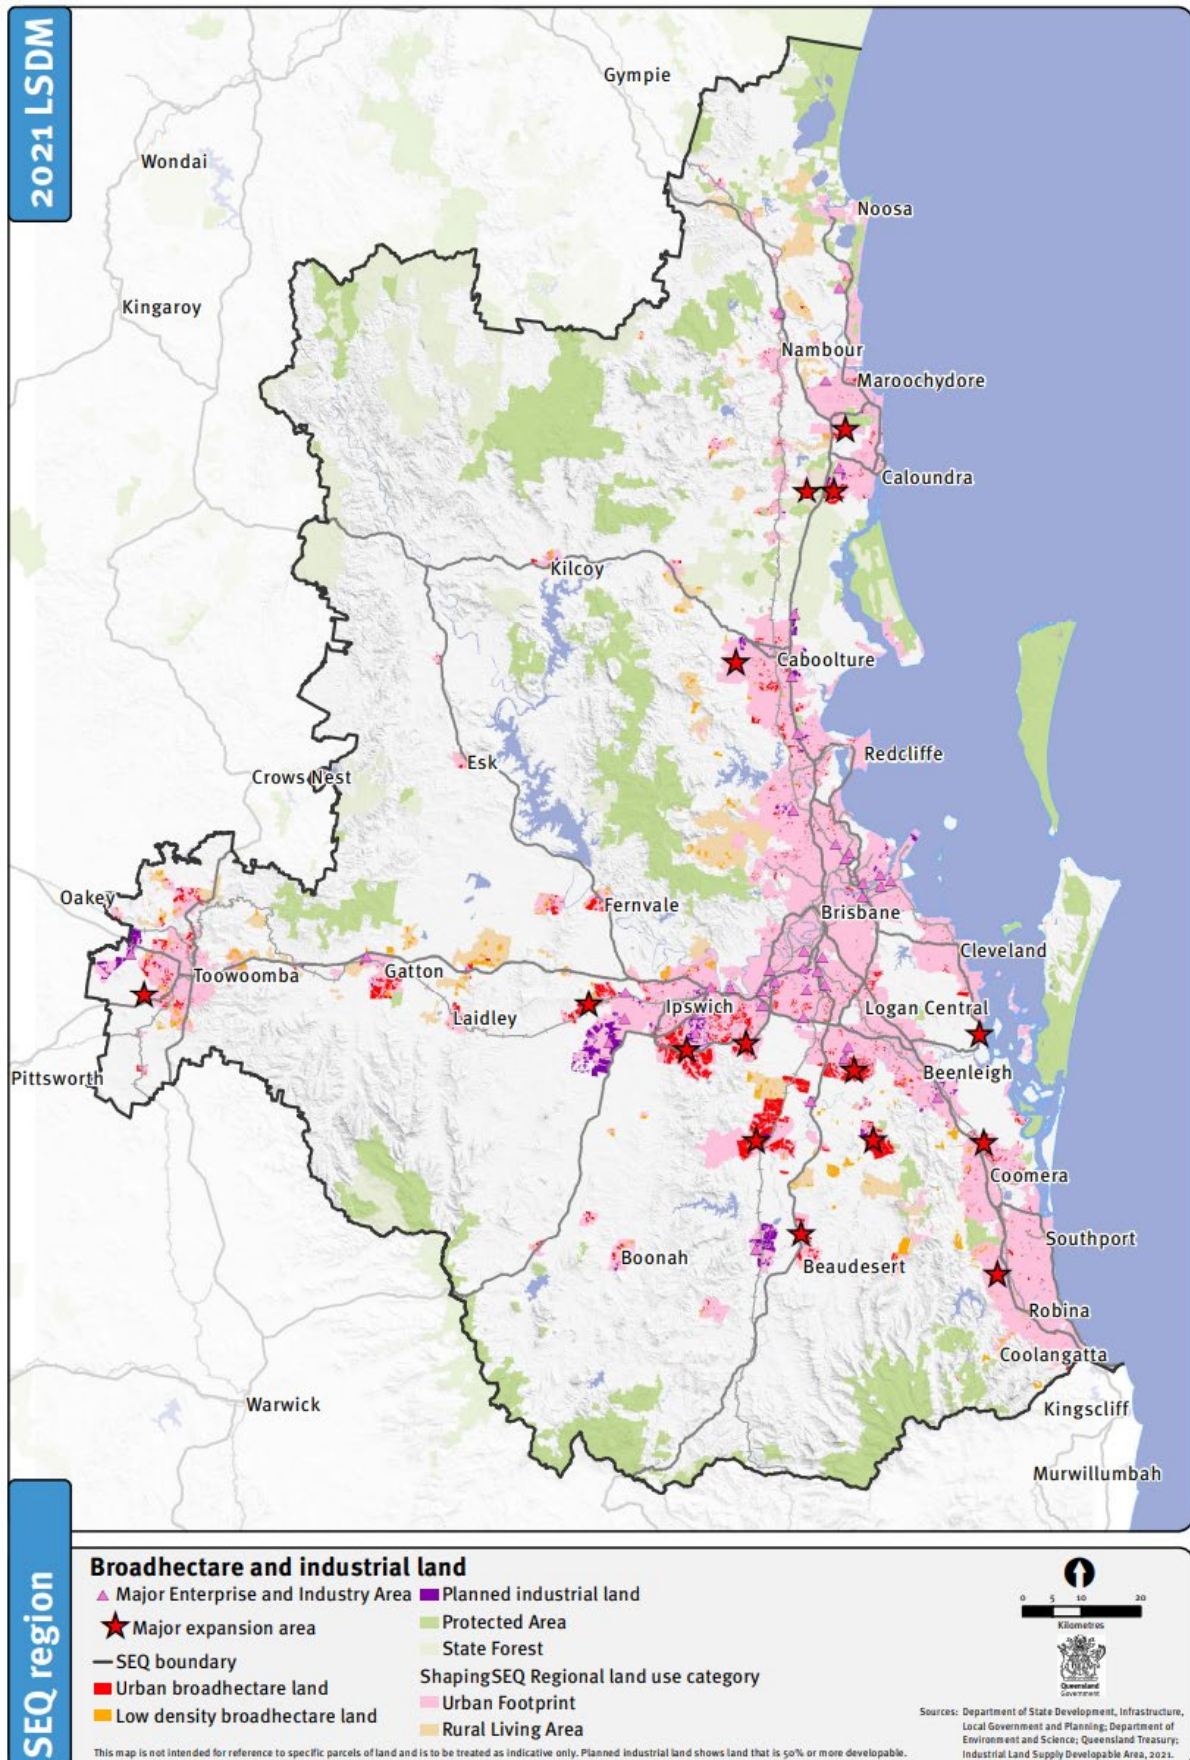 2021 LSDM
Gympie
Wondai
Noosa
Kingaroy
Nambour
Maroochydore
Caloundra
Kilcoy
Caboolture
Redcliffe
Esk
Crows Nest
Oakey
Fernvale
Brisbane
Cleveland
Toowoomba
Gatton
Ipswich
Logan Central
Laidley
Pittsworth
Beenleigh
Coomera
Southport
Boonah
Beaudesert
Robina
Coolangatta
Warwick
Kingscliff
Murwillumbah
SEQ region
Broadhectare and industrial land
Major Enterprise and Industry Area
Major expansion area
SEQ boundary
Urban broadhectare land
Low density broadhectare land
Planned industrial land
Protected Area
State Forest
ShapingSEQ Regional land use category
Urban Footprint
Rural Living Area
This map is not intended for reference to specific parcels of land and is to be treated as indicative only. Planned industrial land shows land that is 50% or more developable.
0 5 10 20
Kilometres
Queensland
Government
Sources: Department of State Development, Infrastructure,
Local Government and Planning; Department of
Environment and Science; Queensland Treasury;
Industrial Land Supply Developable Area, 2021.